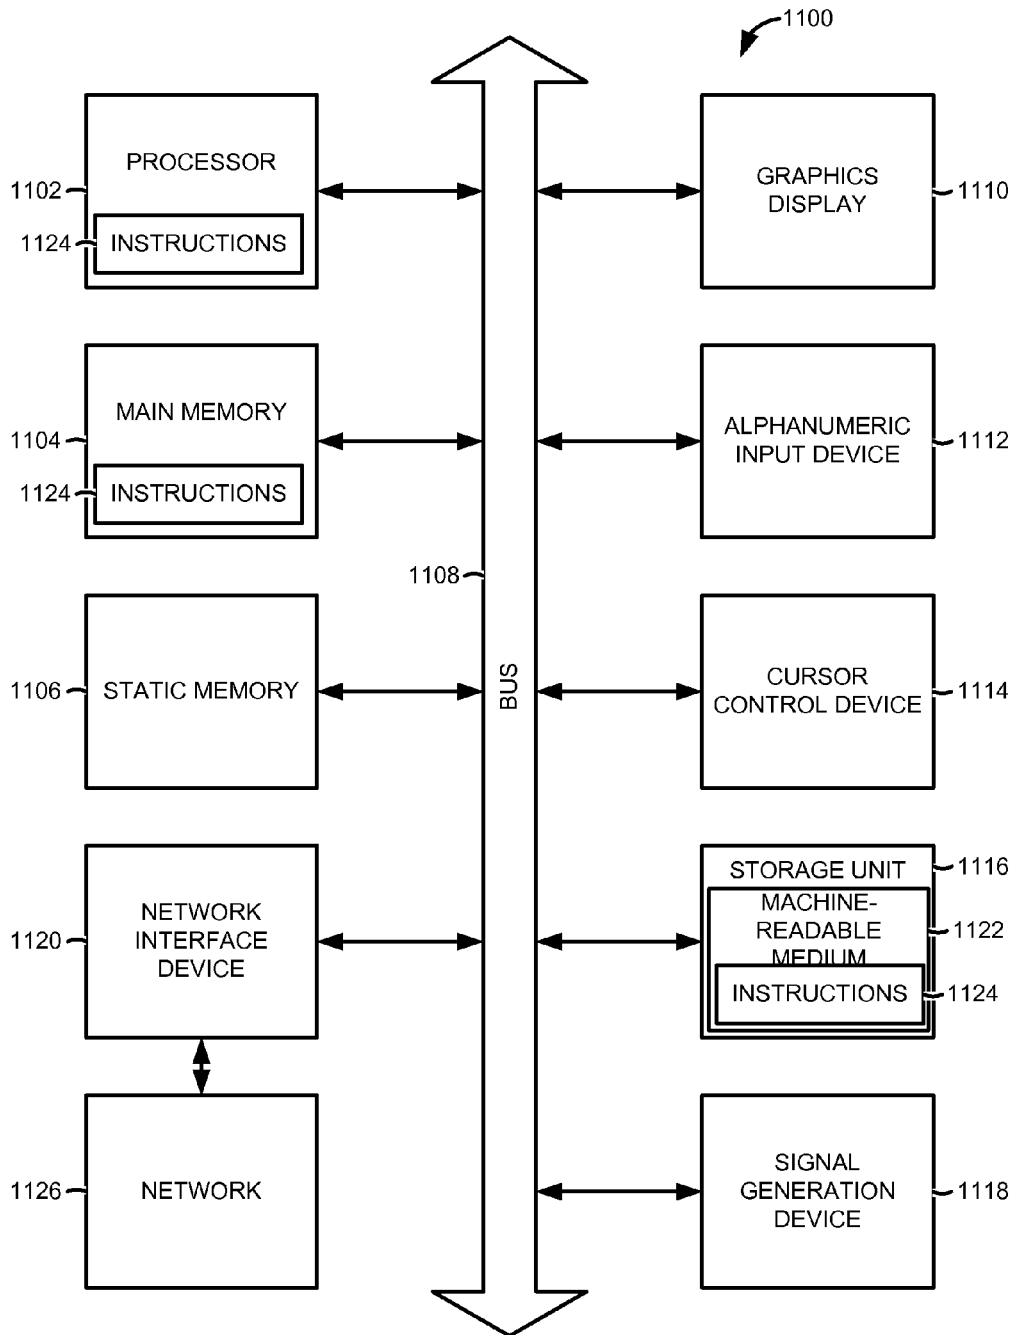 1100
PROCESSOR
1102
1124
INSTRUCTIONS
GRAPHICS
DISPLAY
1110
MAIN MEMORY
1104
1124
INSTRUCTIONS
ALPHANUMERIC
INPUT DEVICE
1112
1108
BUS
1106
STATIC MEMORY
CURSOR
CONTROL DEVICE
1114
1120
NETWORK
INTERFACE
DEVICE
STORAGE UNIT
1116
MACHINE-
READABLE
MEDIUM
1122
INSTRUCTIONS
1124
1126
NETWORK
SIGNAL
GENERATION
DEVICE
1118